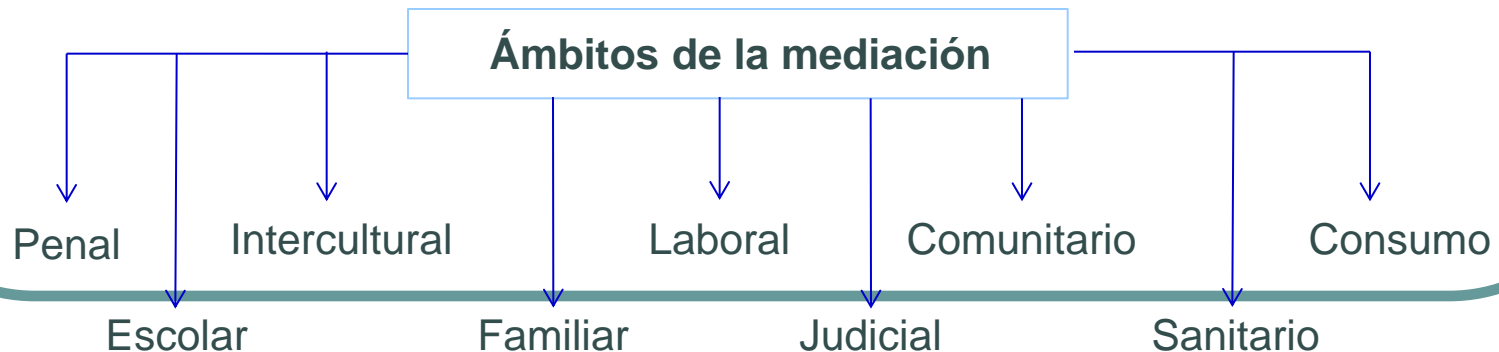 Ámbitos de la mediación
Penal
Intercultural
Laboral
Comunitario
Consumo
Escolar
Familiar
Judicial
Sanitario